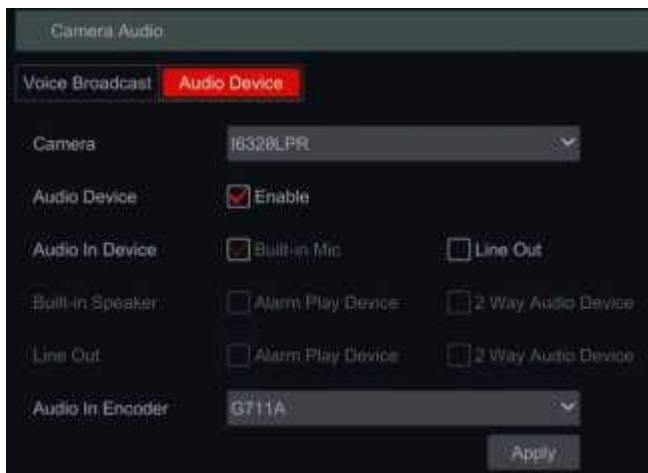 Camera Audio
Voice Broadcast Audio Device
Camera I6320LPR
Audio Device Enable
Audio In Device Built-in Mic Line Out
Built-in Speaker Alarm Play Device 2 Way Audio Device
Line Out Alarm Play Device 2 Way Audio Device
Audio In Encoder G711A
Apply